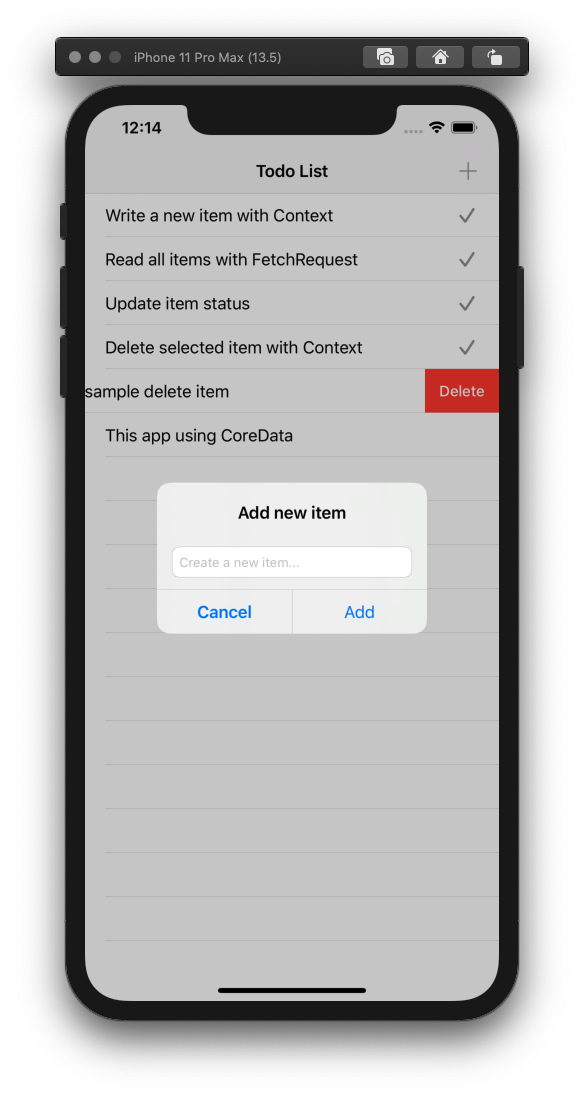 iPhone 11 Pro Max (13.5)
12:14
Todo List
Write a new item with Context
Read all items with FetchRequest
Update item status
Delete selected item with Context
sample delete item Delete
This app using CoreData
Add new item
Create a new item...
Cancel Add